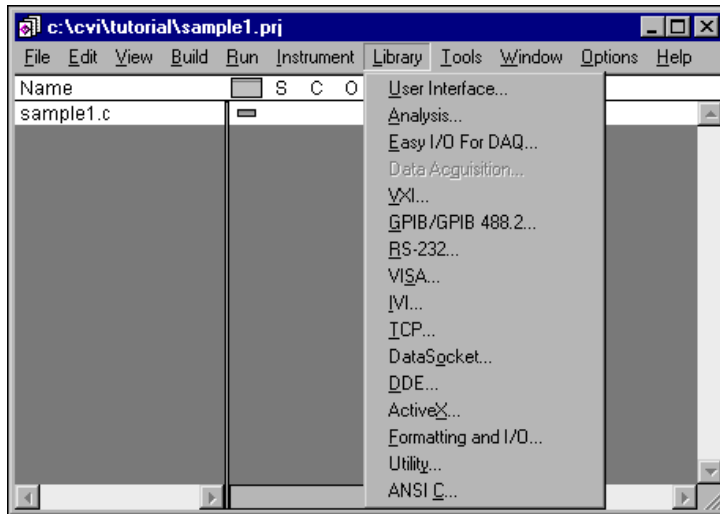 c:\cvi\tutorial\sample1.prj
File Edit View Build Run Instrument Library Tools Window Options Help
Name S C O
sample1.c
User Interface...
Analysis...
Easy I/O For DAQ...
Data Acquisition...
VXI...
GPIB/GPIB 488.2...
RS-232...
VISA...
IVI...
TCP...
DataSocket...
DDE...
ActiveX...
Formatting and I/O...
Utility...
ANSI C...